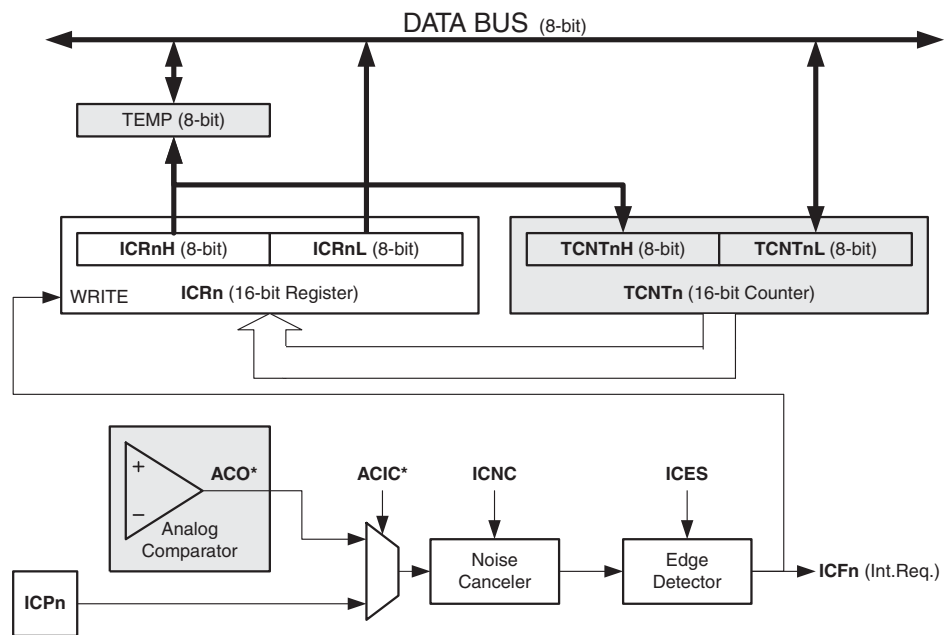 DATA BUS (8-bit)
TEMP (8-bit)
ICRnH (8-bit) ICRnL (8-bit) TCNTnH (8-bit) TCNTnL (8-bit)
WRITE ICRn (16-bit Register) TCNTn (16-bit Counter)
+
−
ACO* ACIC* ICNC ICES
Analog
Comparator
Noise
Canceler
Edge
Detector
ICFn (Int.Req.)
ICPn